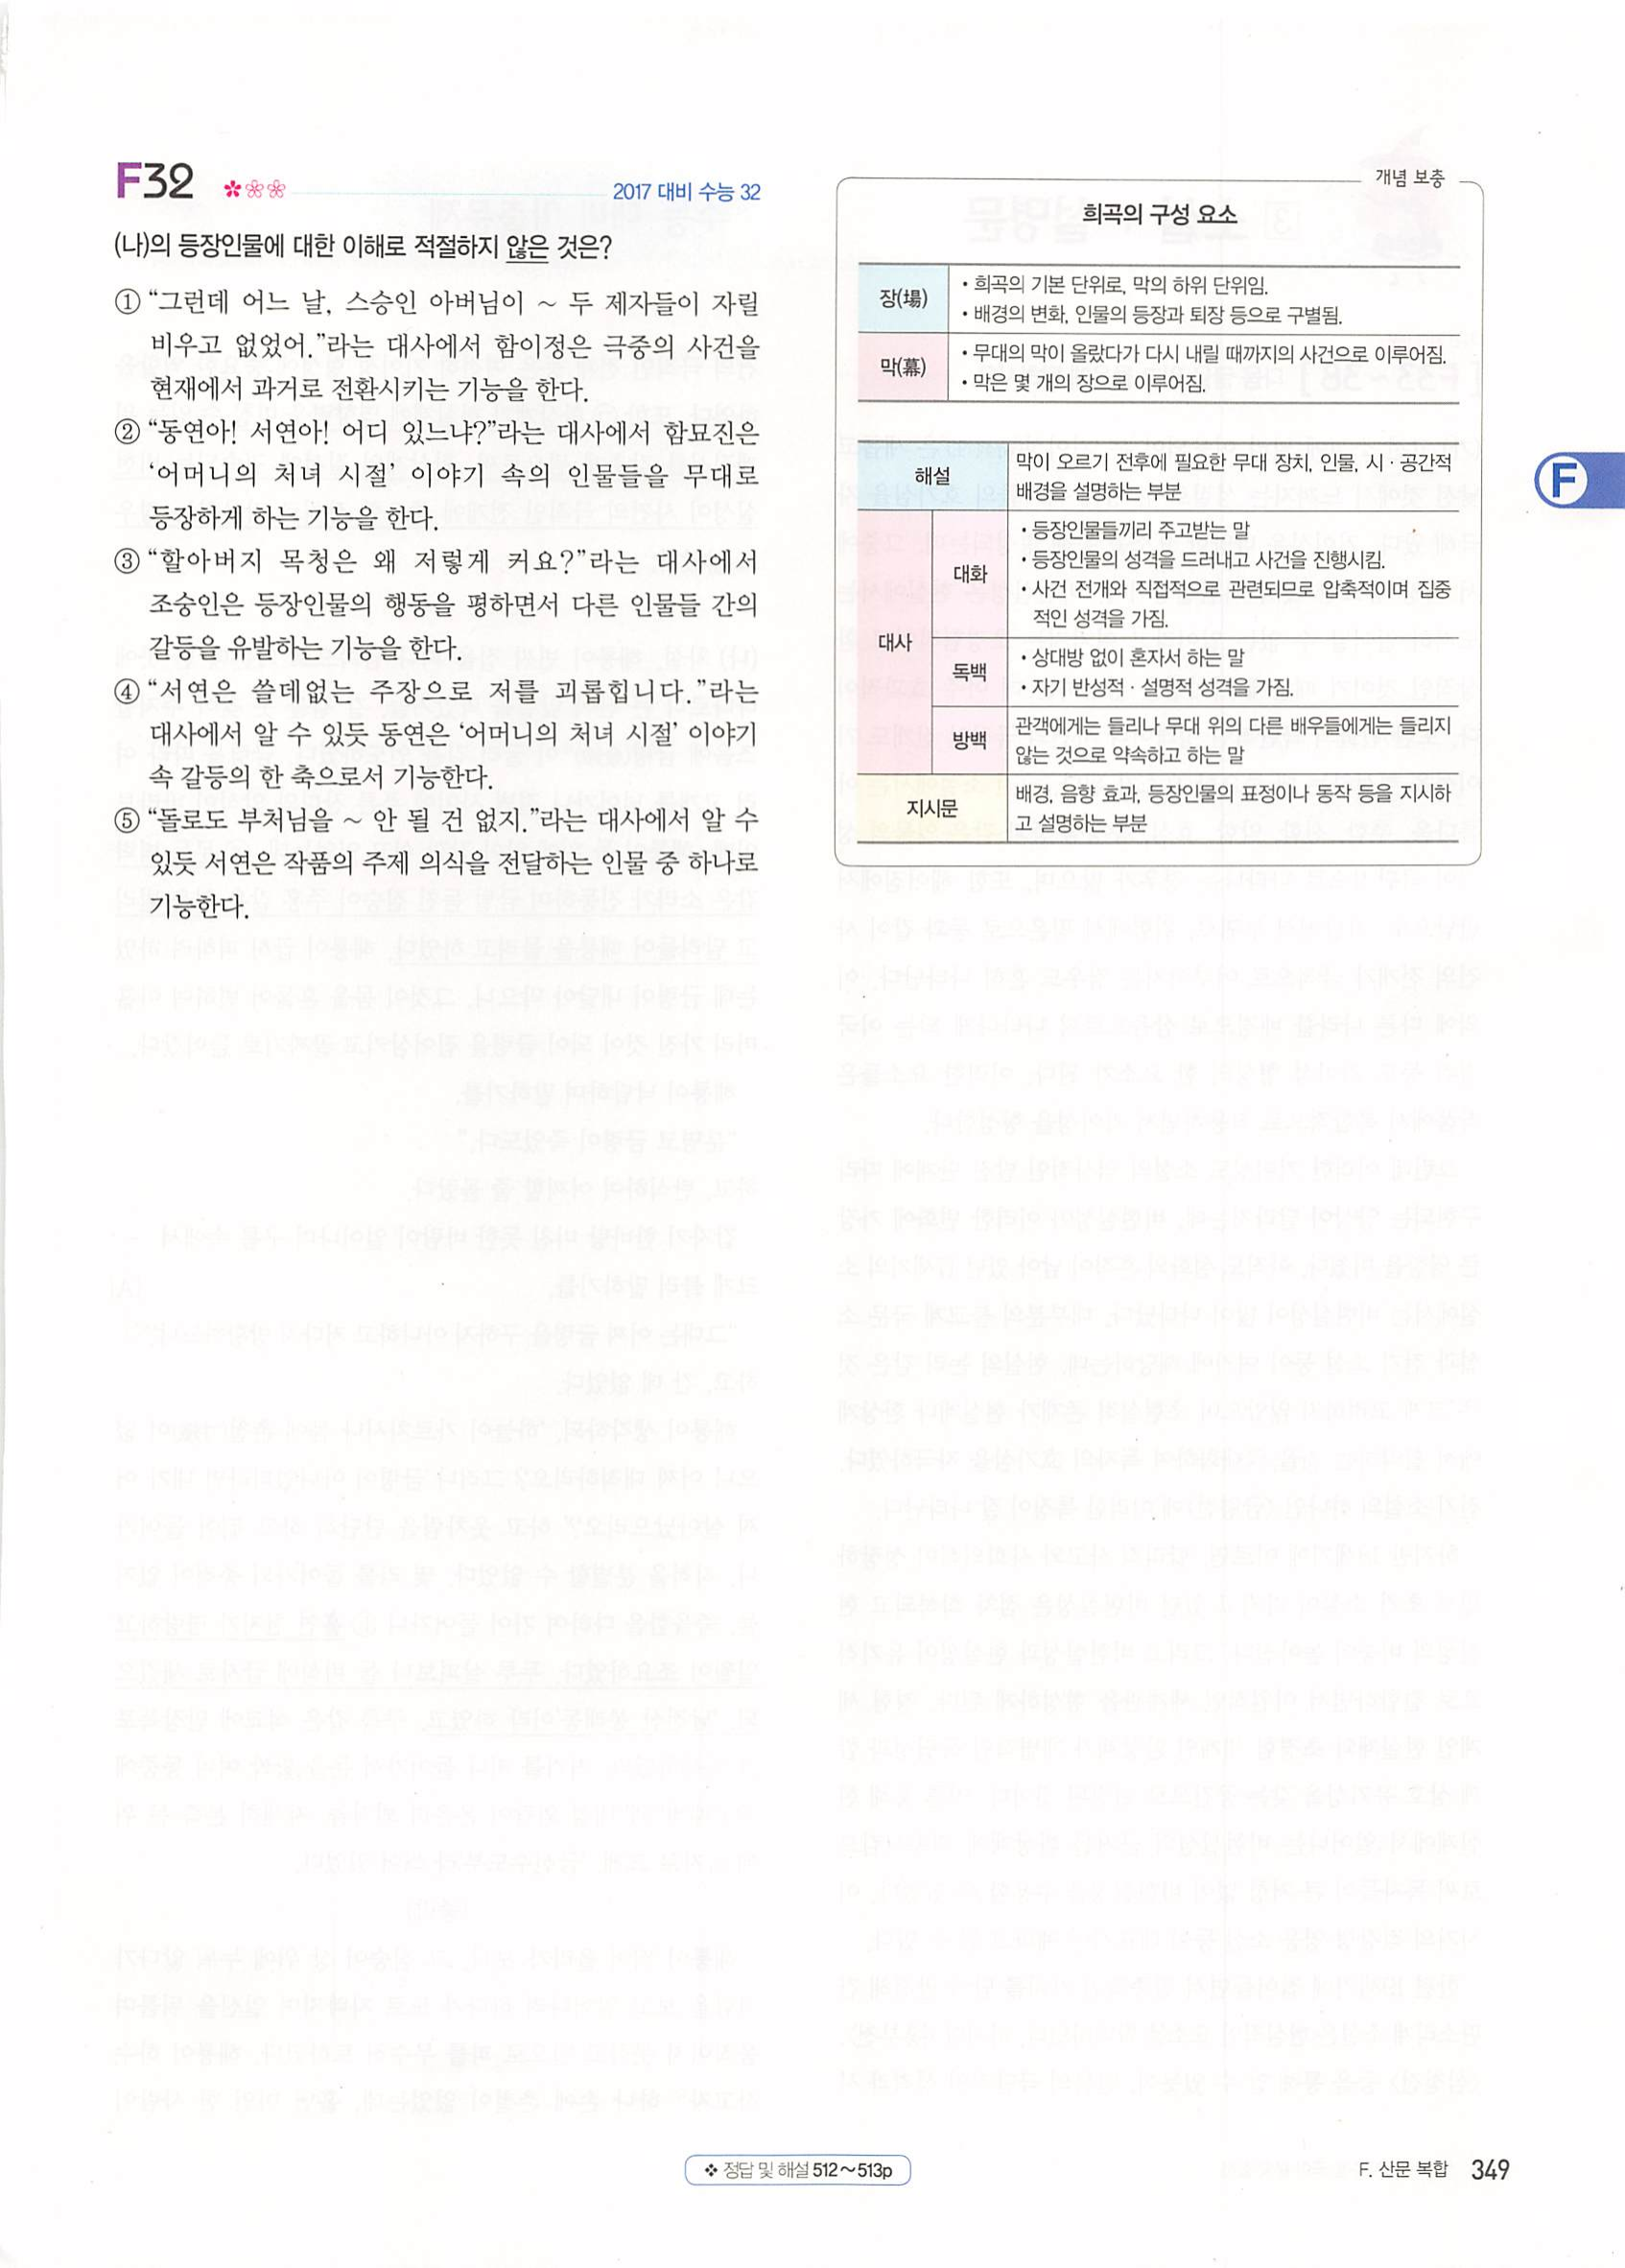 F32
2017 대비 수능 32
(나)의 등장인물에 대한 이해로 적절하지 않은 것은?
① “그런데 어느 날, 스승인 아버님이 ~ 두 제자들이 자릴
비우고 없었어.”라는 대사에서 함이정은 극중의 사건을
현재에서 과거로 전환시키는 기능을 한다.
② “동연아! 서연아! 어디 있느냐?”라는 대사에서 함묘진은
‘어머니의 처녀 시절’ 이야기 속의 인물들을 무대로
등장하게 하는 기능을 한다.
③ “할아버지 목청은 왜 저렇게 커요?”라는 대사에서
조숭인은 등장인물의 행동을 평하면서 다른 인물들 간의
갈등을 유발하는 기능을 한다.
④ “서연은 쓸데없는 주장으로 저를 괴롭힙니다.”라는
대사에서 알 수 있듯 동연은 ‘어머니의 처녀 시절’ 이야기
속 갈등의 한 축으로서 기능한다.
⑤ “돌로도 부처님을 ~ 안 될 건 없지.”라는 대사에서 알 수
있듯 서연은 작품의 주제 의식을 전달하는 인물 중 하나로
기능한다.
개념 보충
희곡의 구성 요소
장(場)
• 희곡의 기본 단위로, 막의 하위 단위임.
• 배경의 변화, 인물의 등장과 퇴장 등으로 구별됨.
막(幕)
• 무대의 막이 올랐다가 다시 내릴 때까지의 사건으로 이루어짐.
• 막은 몇 개의 장으로 이루어짐.
해설
막이 오르기 전후에 필요한 무대 장치, 인물, 시·공간적
배경을 설명하는 부분
대사
대화
• 등장인물들끼리 주고받는 말
• 등장인물의 성격을 드러내고 사건을 진행시킴.
• 사건 전개와 직접적으로 관련되므로 압축적이며 집중
적인 성격을 가짐.
독백
• 상대방 없이 혼자서 하는 말
• 자기 반성적·설명적 성격을 가짐.
방백
관객에게는 들리나 무대 위의 다른 배우들에게는 들리지
않는 것으로 약속하고 하는 말
지시문
배경, 음향 효과, 등장인물의 표정이나 동작 등을 지시하
고 설명하는 부분
F
❖ 정답 및 해설 512~513p
F. 산문 복합 349